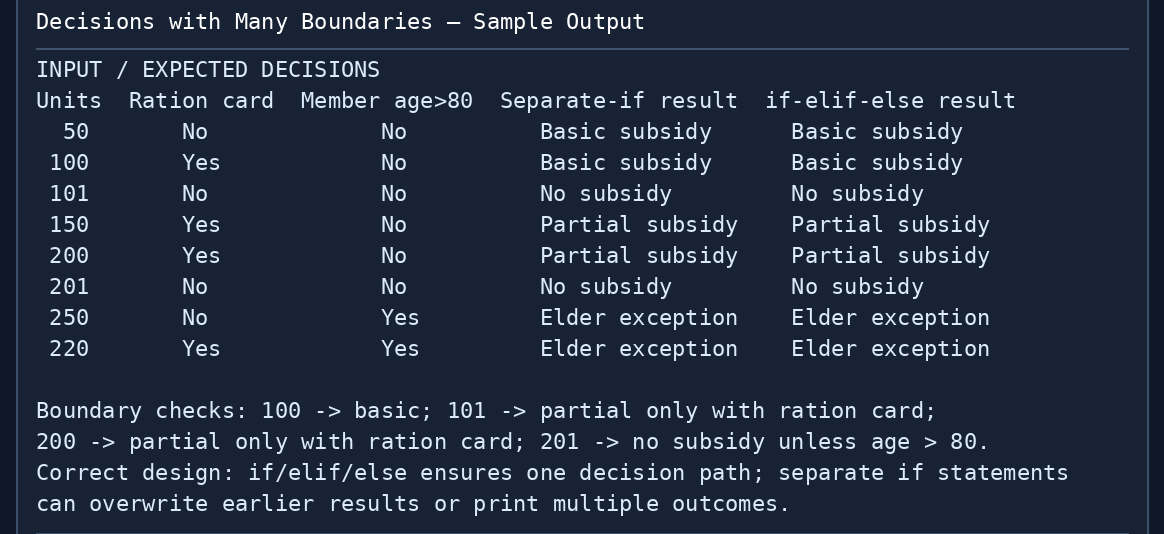 Decisions with Many Boundaries — Sample Output
INPUT / EXPECTED DECISIONS
Units  Ration card  Member age>80  Separate-if result  if-elif-else result
  50       No             No          Basic subsidy      Basic subsidy
 100       Yes            No          Basic subsidy      Basic subsidy
 101       No             No          No subsidy         No subsidy
 150       Yes            No          Partial subsidy    Partial subsidy
 200       Yes            No          Partial subsidy    Partial subsidy
 201       No             No          No subsidy         No subsidy
 250       No             Yes         Elder exception    Elder exception
 220       Yes            Yes         Elder exception    Elder exception
Boundary checks: 100 -> basic; 101 -> partial only with ration card;
200 -> partial only with ration card; 201 -> no subsidy unless age > 80.
Correct design: if/elif/else ensures one decision path; separate if statements
can overwrite earlier results or print multiple outcomes.